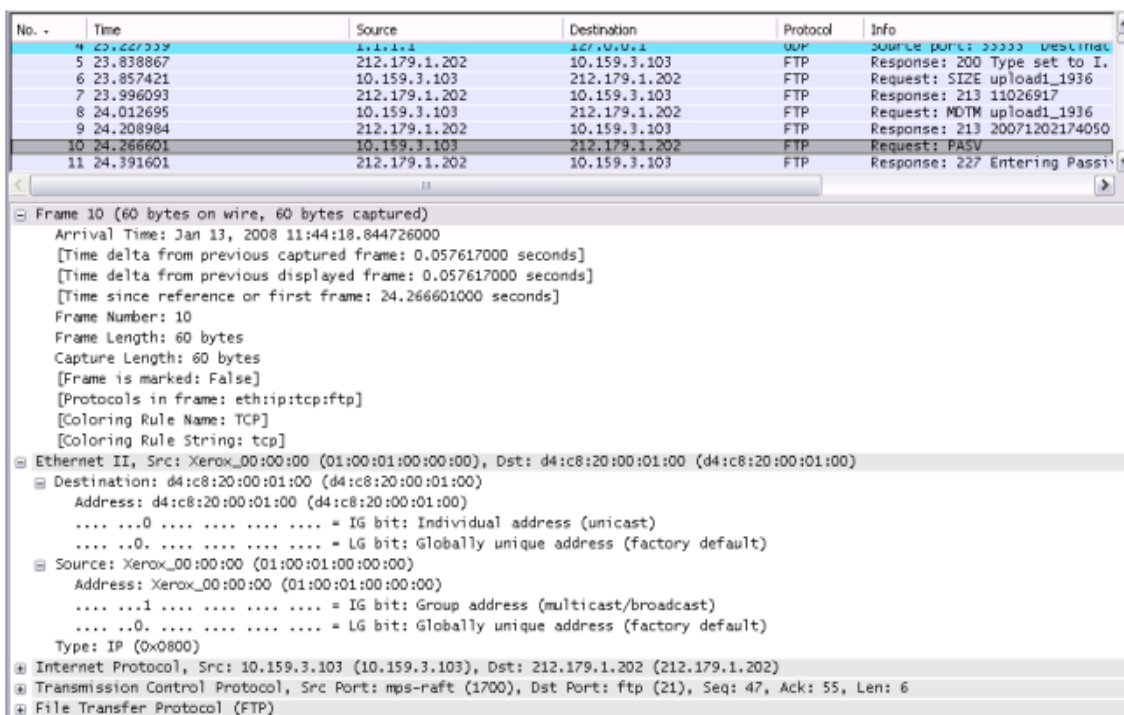 No. Time Source Destination Protocol Info
4 23.227539 1.1.1.1 127.0.0.1 UDP Source port: 33333 Destinat
5 23.838867 212.179.1.202 10.159.3.103 FTP Response: 200 Type set to I.
6 23.857421 10.159.3.103 212.179.1.202 FTP Request: SIZE upload1_1936
7 23.996093 212.179.1.202 10.159.3.103 FTP Response: 213 11026917
8 24.012695 10.159.3.103 212.179.1.202 FTP Request: MDTM upload1_1936
9 24.208984 212.179.1.202 10.159.3.103 FTP Response: 213 20071202174050
10 24.266601 10.159.3.103 212.179.1.202 FTP Request: PASV
11 24.391601 212.179.1.202 10.159.3.103 FTP Response: 227 Entering Passi
Frame 10 (60 bytes on wire, 60 bytes captured)
Arrival Time: Jan 13, 2008 11:44:18.844726000
[Time delta from previous captured frame: 0.057617000 seconds]
[Time delta from previous displayed frame: 0.057617000 seconds]
[Time since reference or first frame: 24.266601000 seconds]
Frame Number: 10
Frame Length: 60 bytes
Capture Length: 60 bytes
[Frame is marked: False]
[Protocols in frame: eth:ip:tcp:ftp]
[Coloring Rule Name: TCP]
[Coloring Rule String: tcp]
Ethernet II, Src: Xerox_00:00:00 (01:00:01:00:00:00), Dst: d4:c8:20:00:01:00 (d4:c8:20:00:01:00)
Destination: d4:c8:20:00:01:00 (d4:c8:20:00:01:00)
Address: d4:c8:20:00:01:00 (d4:c8:20:00:01:00)
.... ...0 .... .... .... .... = IG bit: Individual address (unicast)
.... ..0. .... .... .... .... = LG bit: Globally unique address (factory default)
Source: Xerox_00:00:00 (01:00:01:00:00:00)
Address: Xerox_00:00:00 (01:00:01:00:00:00)
.... ...1 .... .... .... .... = IG bit: Group address (multicast/broadcast)
.... ..0. .... .... .... .... = LG bit: Globally unique address (factory default)
Type: IP (0x0800)
Internet Protocol, Src: 10.159.3.103 (10.159.3.103), Dst: 212.179.1.202 (212.179.1.202)
Transmission Control Protocol, Src Port: mps-raft (1700), Dst Port: ftp (21), Seq: 47, Ack: 55, Len: 6
File Transfer Protocol (FTP)